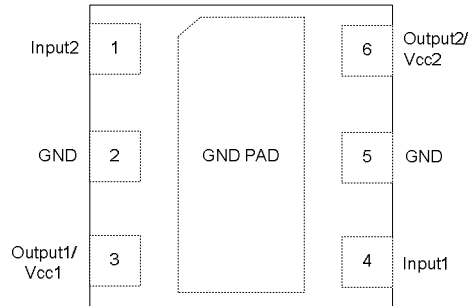 Input2
1
6
Output2/
Vcc2
GND
2
GND PAD
5
GND
Output1/
Vcc1
3
4
Input1